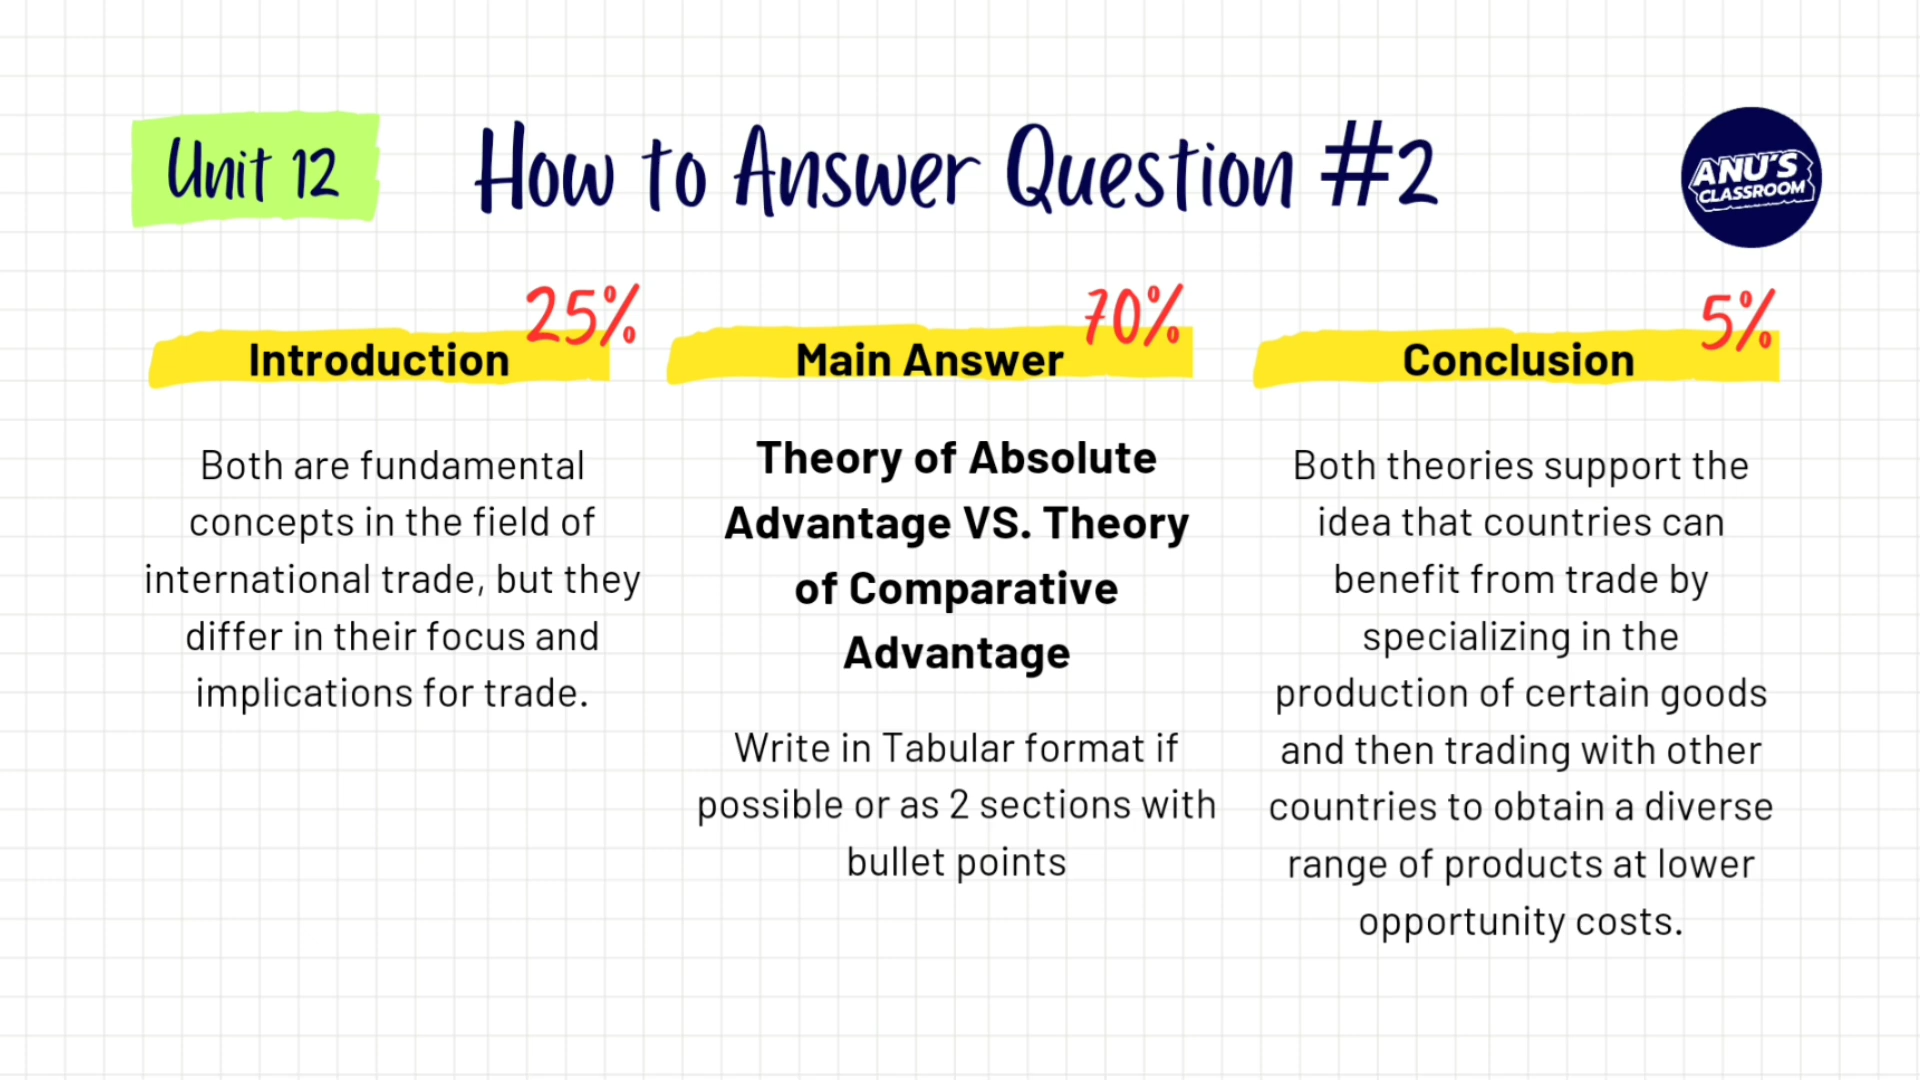 Unit 12
How to Answer Question #2
ANU'S
CLASSROOM
25%
Introduction
Both are fundamental
concepts in the field of
international trade, but they
differ in their focus and
implications for trade.
70%
Main Answer
Theory of Absolute
Advantage VS. Theory
of Comparative
Advantage
Write in Tabular format if
possible or as 2 sections with
bullet points
5%
Conclusion
Both theories support the
idea that countries can
benefit from trade by
specializing in the
production of certain goods
and then trading with other
countries to obtain a diverse
range of products at lower
opportunity costs.